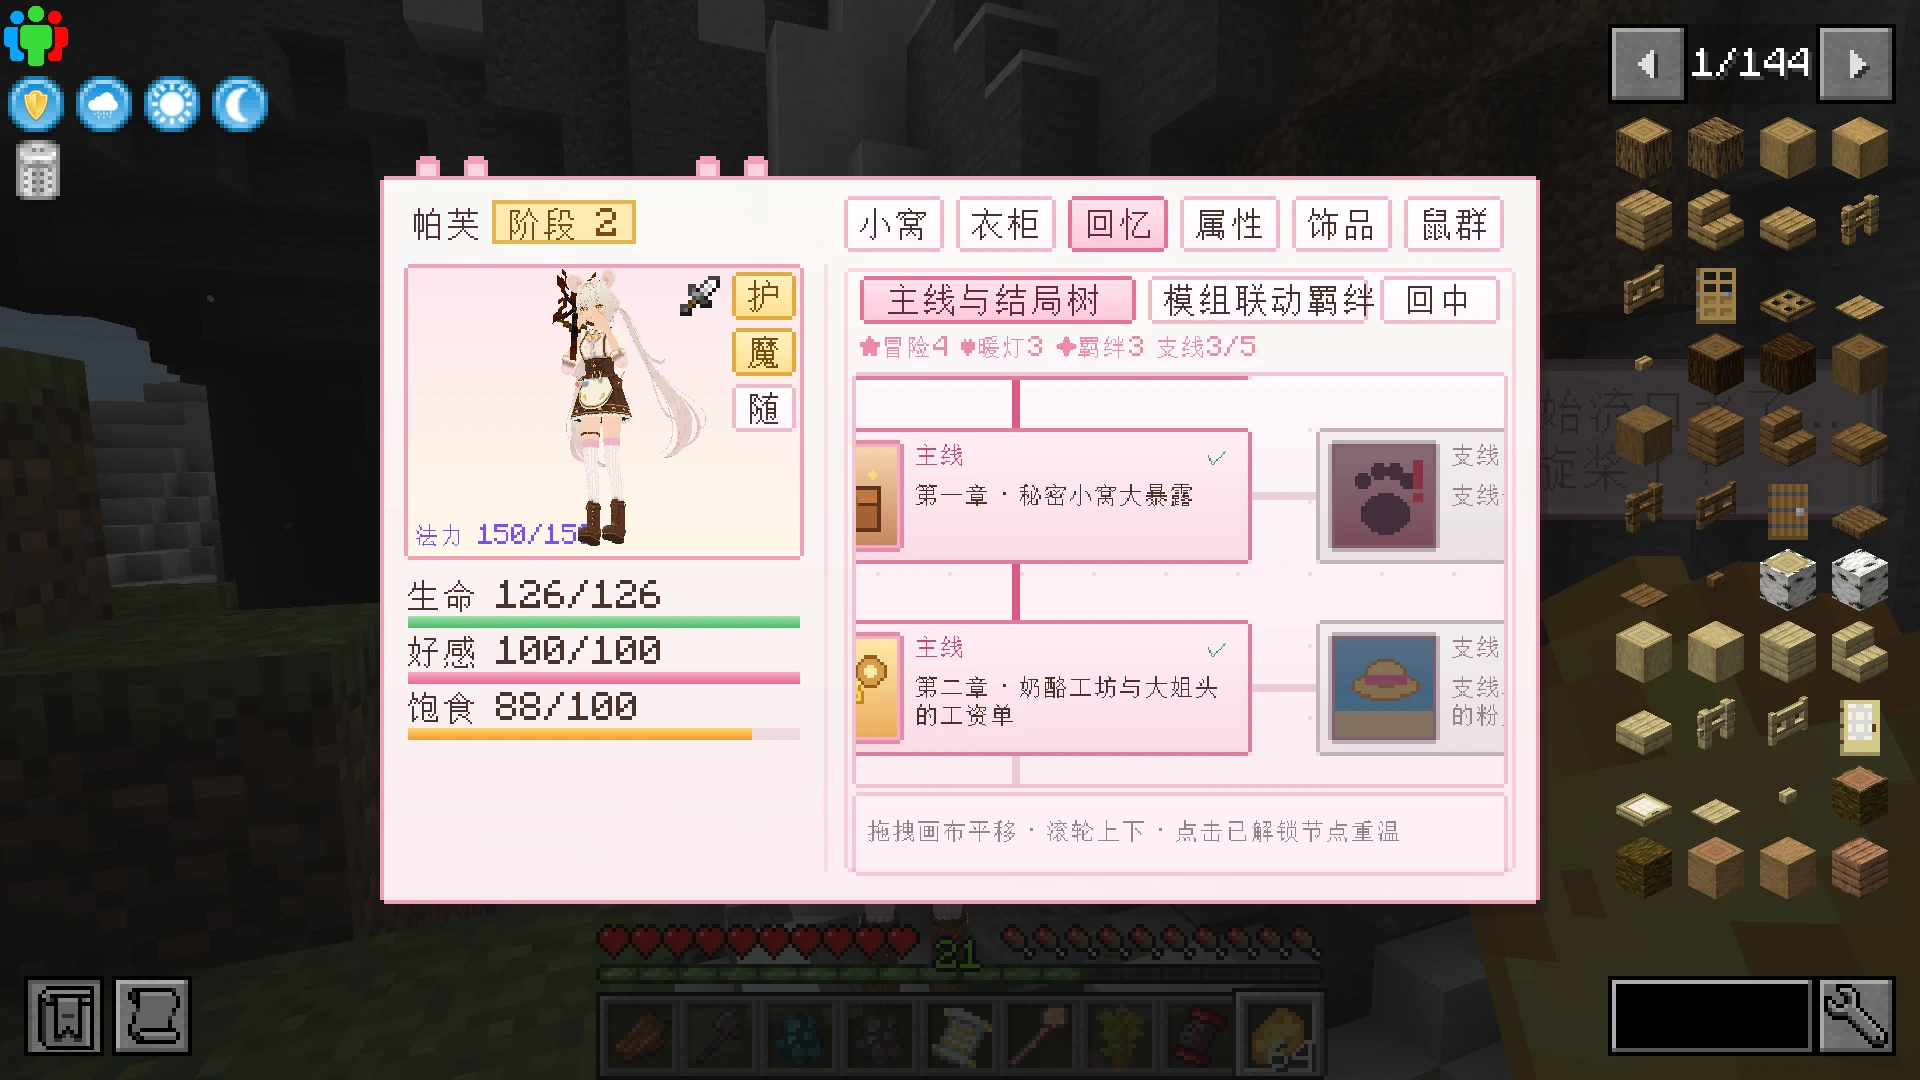 1/144
帕芙 阶段 2
小窝 衣柜 回忆 属性 饰品 鼠群
护
魔
随
法力 150/15
生命 126/126
好感 100/100
饱食 88/100
主线与结局树 模组联动羁绊 回中
冒险4 暖灯3 羁绊3 支线3/5
主线
第一章 · 秘密小窝大暴露
支线
支线
主线
第二章 · 奶酪工坊与大姐头
的工资单
支线
支线
的粉
拖拽画布平移 · 滚轮上下 · 点击已解锁节点重温
21
64